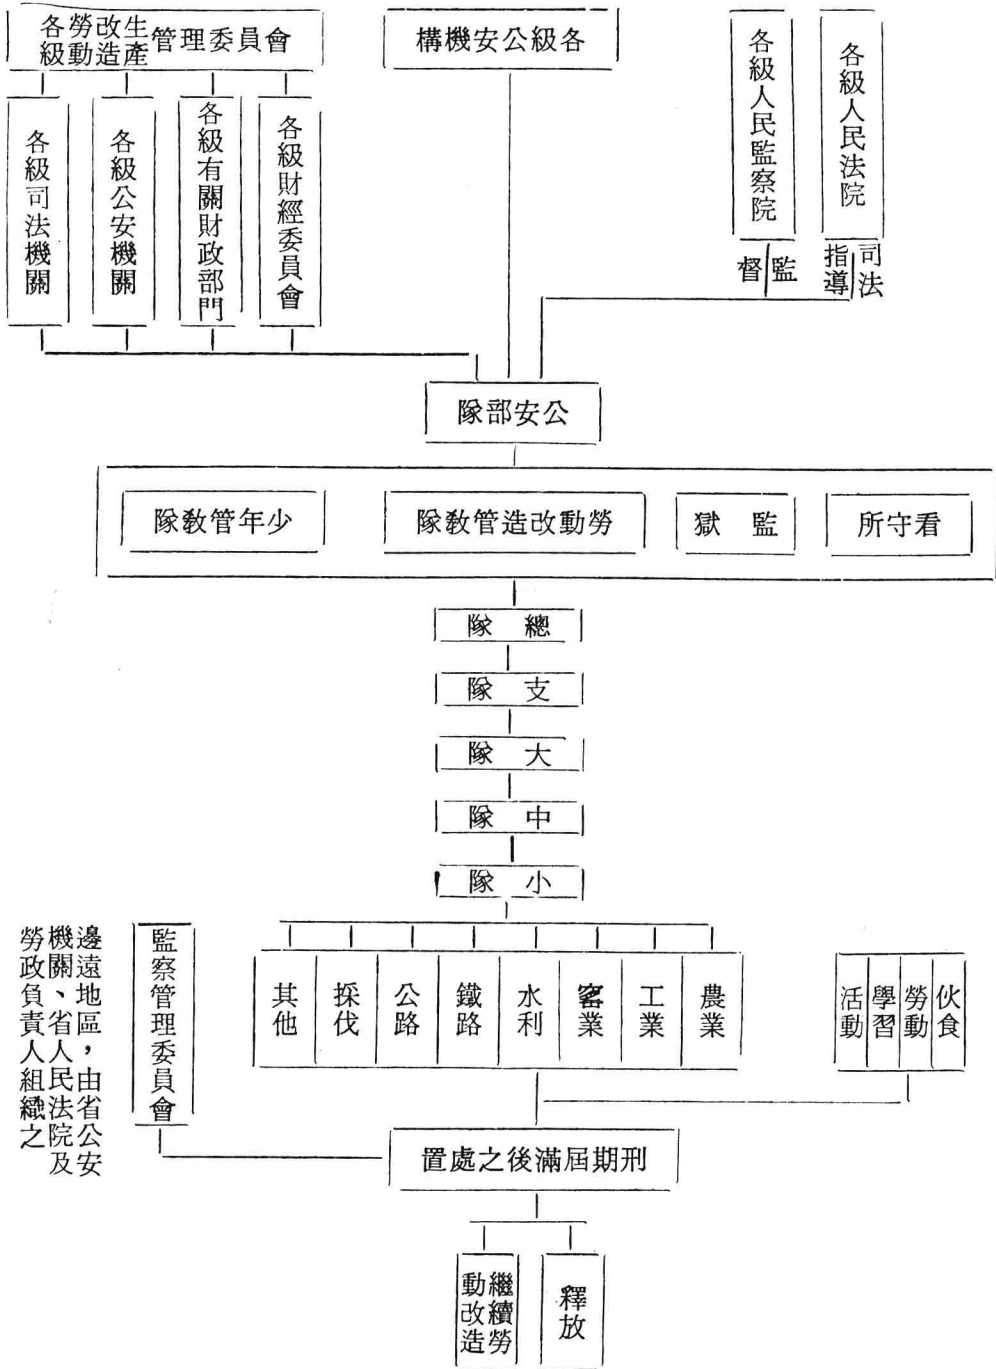 各級勞動改造生產管理委員會
各級司法機關
各級公安機關
各級有關財政部門
各級財經委員會
各級公安機構
各級人民監察院
監督
各級人民法院
司法指導
公安部隊
少年管教隊
勞動改造管教隊
監獄
看守所
總隊
支隊
大隊
中隊
小隊
農業
工業
窰業
水利
鐵路
公路
採伐
其他
伙食
勞動
學習
活動
監察管理委員會
邊遠地區，由省公安
機關、省人民法院及
勞政負責人組織之
刑期屆滿後之處置
釋放
繼續勞
動改造